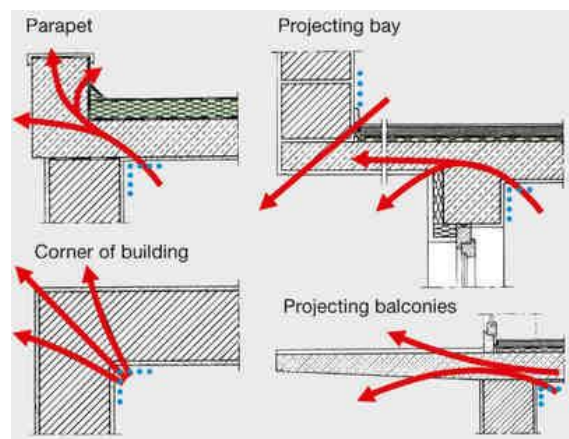 Parapet
Projecting bay
Corner of building
Projecting balconies